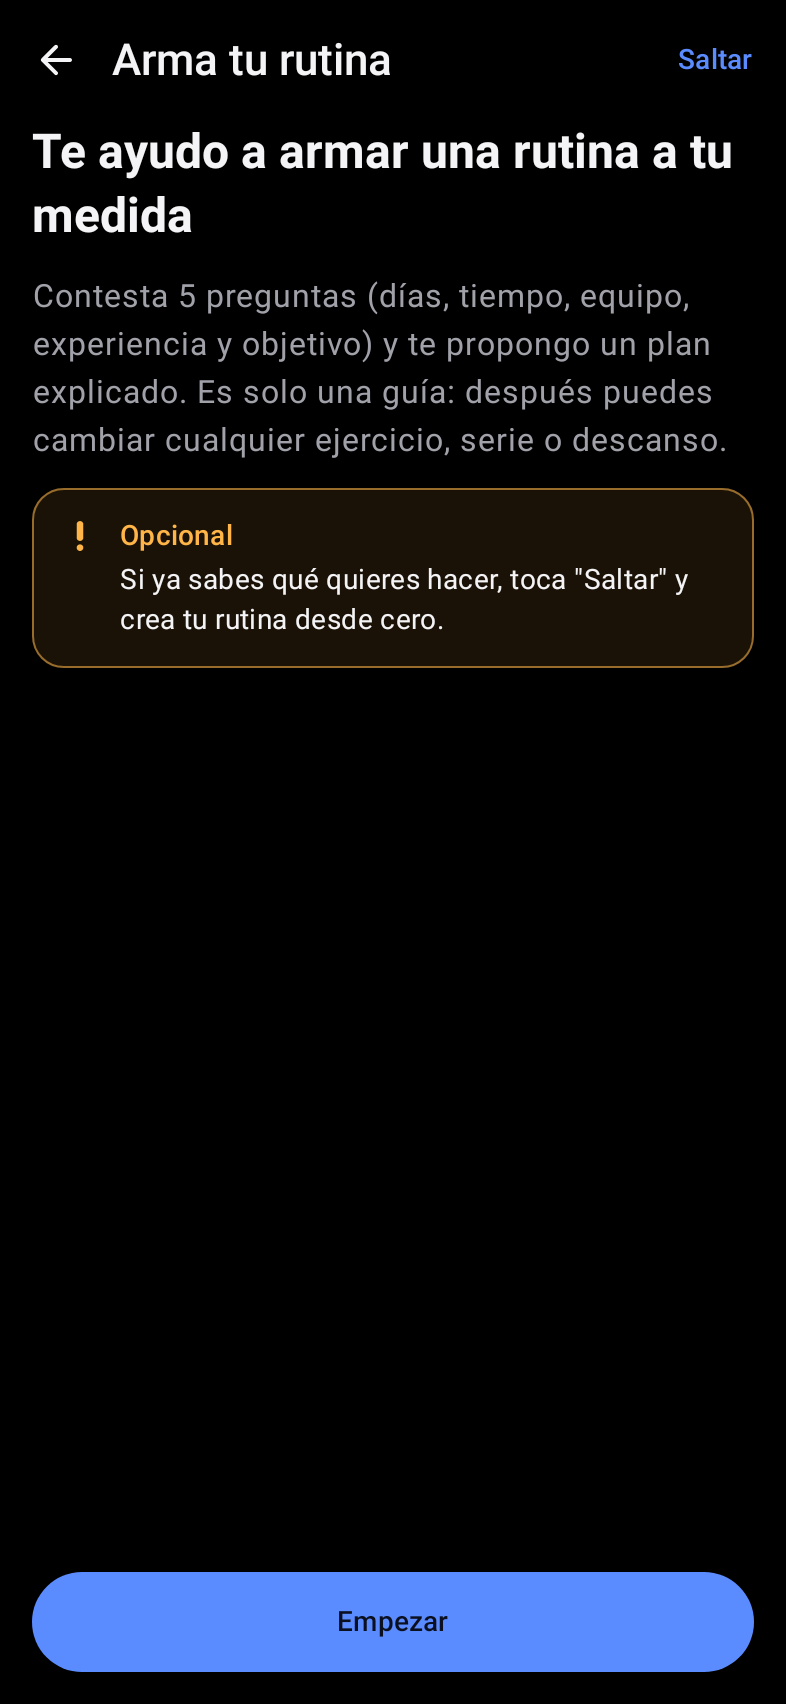 Arma tu rutina
Saltar
Te ayudo a armar una rutina a tu
medida
Contesta 5 preguntas (días, tiempo, equipo,
experiencia y objetivo) y te propongo un plan
explicado. Es solo una guía: después puedes
cambiar cualquier ejercicio, serie o descanso.
Opcional
Si ya sabes qué quieres hacer, toca "Saltar" y
crea tu rutina desde cero.
Empezar